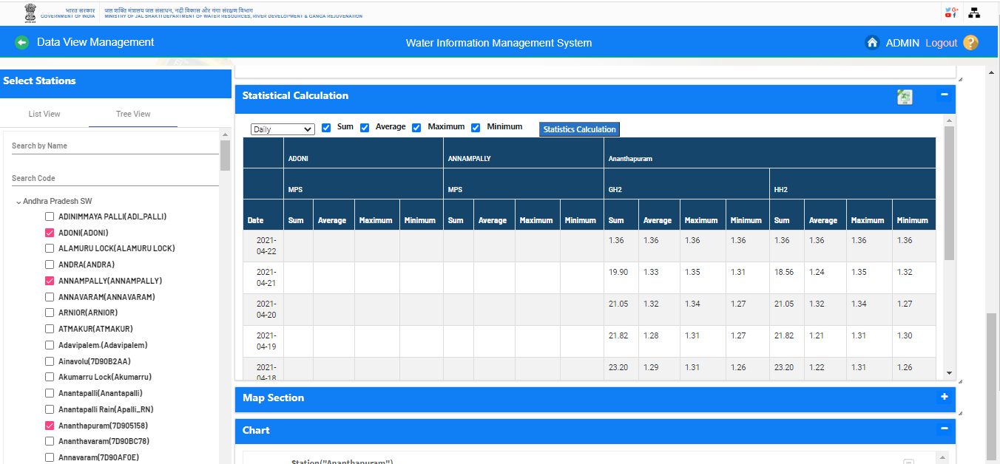 भारत सरकार
GOVERNMENT OF INDIA
जल शक्ति मंत्रालय जल संसाधन, नदी विकास और गंगा संरक्षण विभाग
MINISTRY OF JAL SHAKTI DEPARTMENT OF WATER RESOURCES, RIVER DEVELOPMENT & GANGA REJUVENATION
Data View Management
Water Information Management System
ADMIN Logout ?
Select Stations
List View Tree View
Search by Name
Search Code
Andhra Pradesh SW
ADINIMMAYA PALLI(ADI_PALLI)
ADONI(ADONI)
ALAMURU LOCK(ALAMURU LOCK)
ANDRA(ANDRA)
ANNAMPALLY(ANNAMPALLY)
ANNAVARAM(ANNAVARAM)
ARNIOR(ARNIOR)
ATMAKUR(ATMAKUR)
Adavipalem.(Adavipalem)
Ainavolu(7D90B2AA)
Akumarru Lock(Akumarru)
Anantapalli(Anantapalli)
Anantapalli Rain(Apalli_RN)
Ananthapuram(7D905158)
Ananthavaram(7D90BC78)
Annavaram(7D90AF0E)
Statistical Calculation
Daily Sum Average Maximum Minimum Statistics Calculation
ADONI ANNAMPALLY Ananthapuram
MPS MPS GH2 HH2
Date Sum Average Maximum Minimum Sum Average Maximum Minimum Sum Average Maximum Minimum Sum Average Maximum Minimum
2021-04-22 1.36 1.36 1.36 1.36 1.36 1.36 1.36 1.36
2021-04-21 19.90 1.33 1.35 1.31 18.56 1.24 1.35 1.32
2021-04-20 21.05 1.32 1.34 1.27 21.05 1.32 1.34 1.27
2021-04-19 21.82 1.28 1.31 1.27 21.82 1.21 1.31 1.30
2021-04-18 23.20 1.29 1.31 1.26 23.20 1.22 1.31 1.26
Map Section
Chart
Station("Ananthapuram")